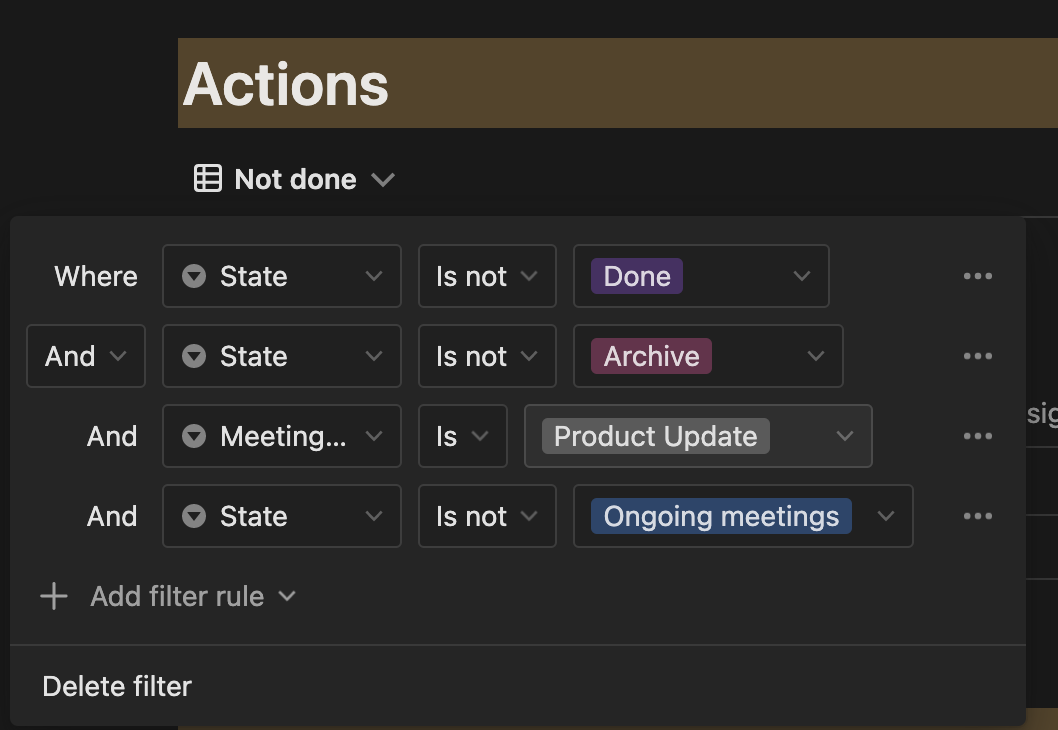 Actions
Not done
Where State Is not Done
And State Is not Archive
And Meeting... Is Product Update
And State Is not Ongoing meetings
Add filter rule
Delete filter